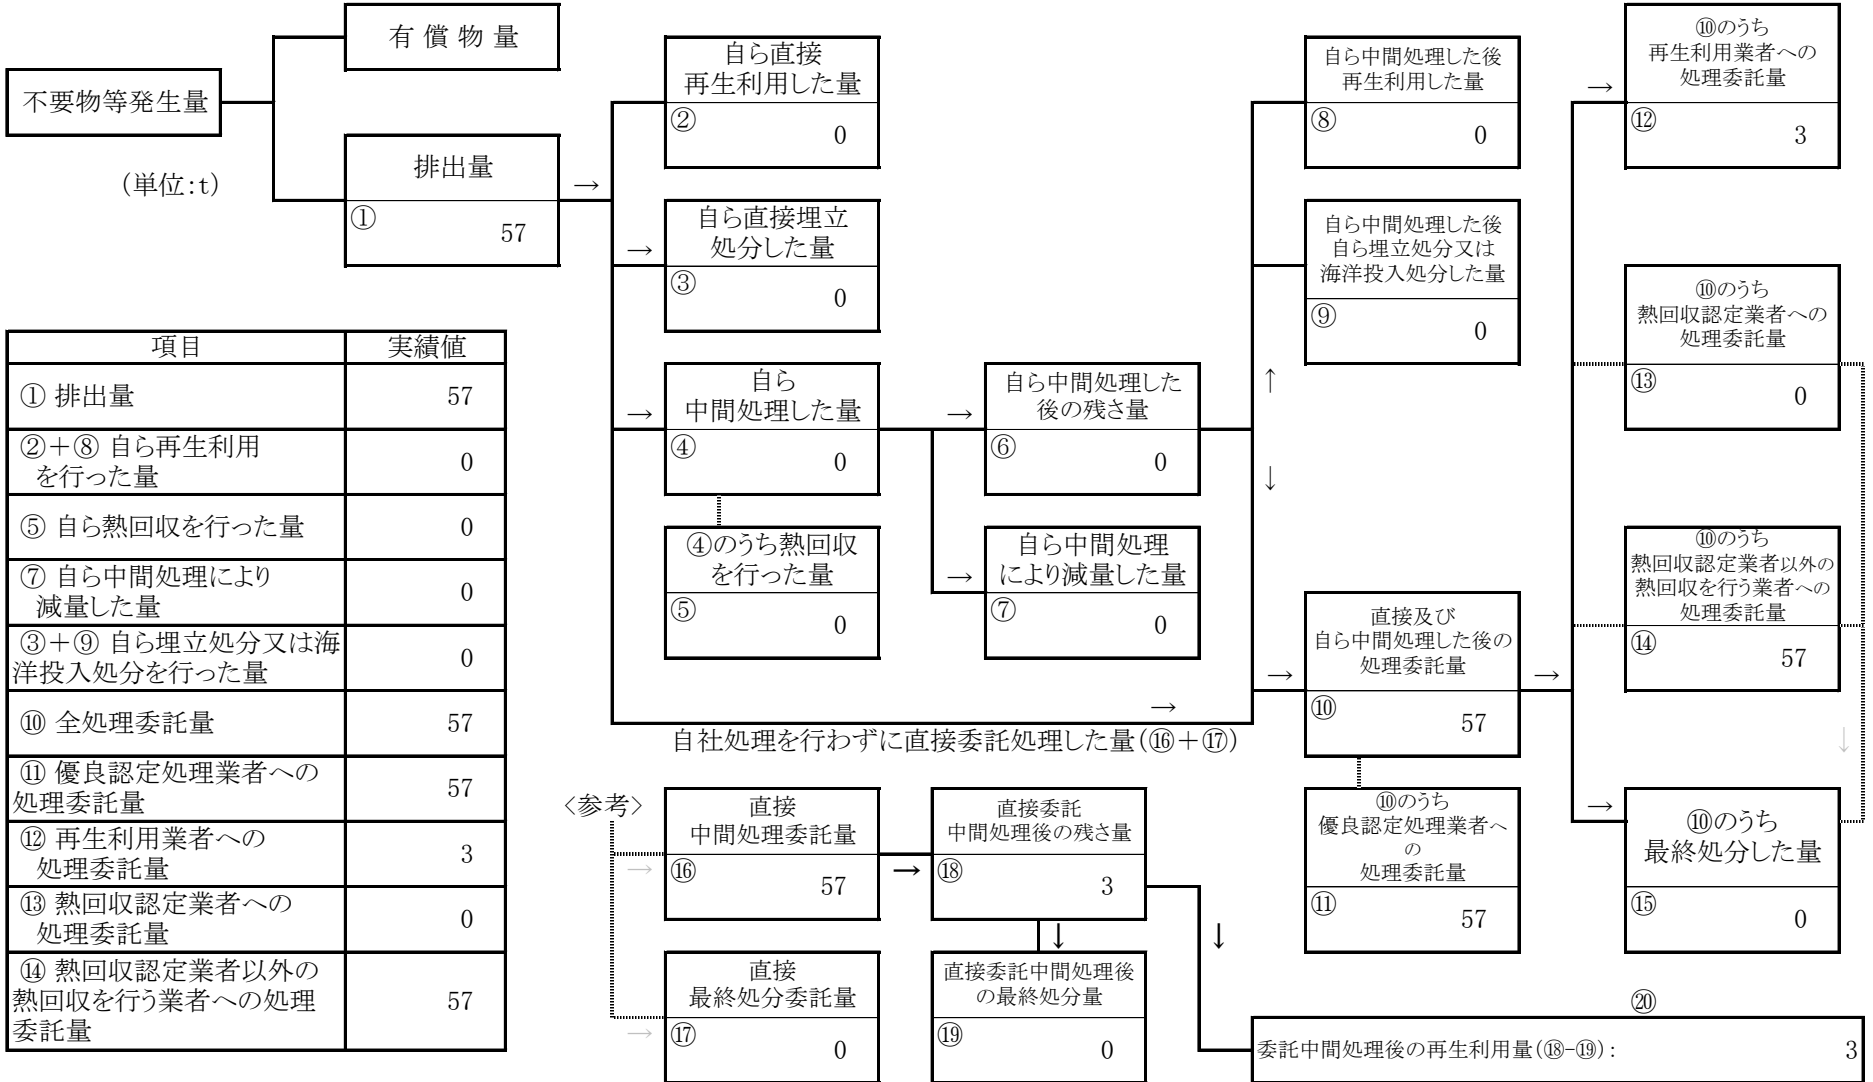 不要物等発生量
有 償 物 量
(単位:t)
排出量
① 57
→
自ら直接
再生利用した量
② 0
→
自ら直接埋立
処分した量
③ 0
→
自ら
中間処理した量
④ 0
④のうち熱回収
を行った量
⑤ 0
→
自ら中間処理した
後の残さ量
⑥ 0
→
自ら中間処理
により減量した量
⑦ 0
↑
↓
自ら中間処理した後
再生利用した量
⑧ 0
自ら中間処理した後
自ら埋立処分又は
海洋投入処分した量
⑨ 0
→
自社処理を行わずに直接委託処理した量(⑯+⑰)
→
直接及び
自ら中間処理した後の
処理委託量
⑩ 57
⑩のうち
優良認定処理業者へ
の
処理委託量
⑪ 57
→
→
⑩のうち
再生利用業者への
処理委託量
⑫ 3
⑩のうち
熱回収認定業者への
処理委託量
⑬ 0
⑩のうち
熱回収認定業者以外の
熱回収を行う業者への
処理委託量
⑭ 57
↓
→
⑩のうち
最終処分した量
⑮ 0
項目 実績値
① 排出量 57
②+⑧ 自ら再生利用
を行った量 0
⑤ 自ら熱回収を行った量 0
⑦ 自ら中間処理により
減量した量 0
③+⑨ 自ら埋立処分又は海
洋投入処分を行った量 0
⑩ 全処理委託量 57
⑪ 優良認定処理業者への
処理委託量 57
⑫ 再生利用業者への
処理委託量 3
⑬ 熱回収認定業者への
処理委託量 0
⑭ 熱回収認定業者以外の
熱回収を行う業者への処理
委託量 57
<参考>
→
直接
中間処理委託量
⑯ 57
→
直接委託
中間処理後の残さ量
⑱ 3
↓
↓
→
直接
最終処分委託量
⑰ 0
直接委託中間処理後
の最終処分量
⑲ 0
⑳
委託中間処理後の再生利用量(⑱-⑲): 3